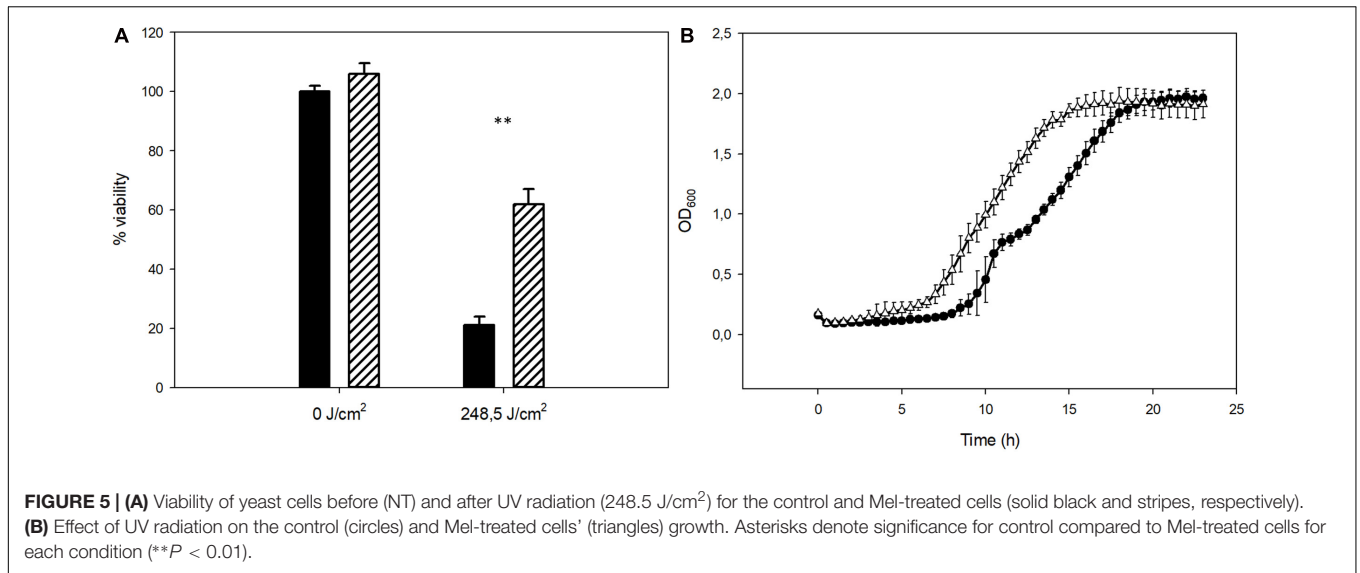 A
120
100
80
60
40
20
0
% viability
**
0 J/cm²
248,5 J/cm²
B
2,5
2,0
1,5
1,0
0,5
0,0
OD₆₀₀
0
5
10
15
20
25
Time (h)
FIGURE 5 | (A) Viability of yeast cells before (NT) and after UV radiation (248.5 J/cm²) for the control and Mel-treated cells (solid black and stripes, respectively).
(B) Effect of UV radiation on the control (circles) and Mel-treated cells' (triangles) growth. Asterisks denote significance for control compared to Mel-treated cells for
each condition (**P < 0.01).